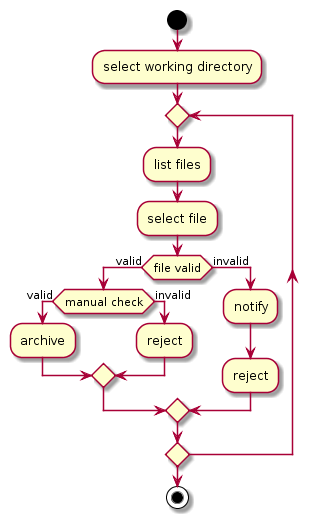 select working directory
list files
select file
valid
file valid
invalid
valid
manual check
invalid
notify
archive
reject
reject